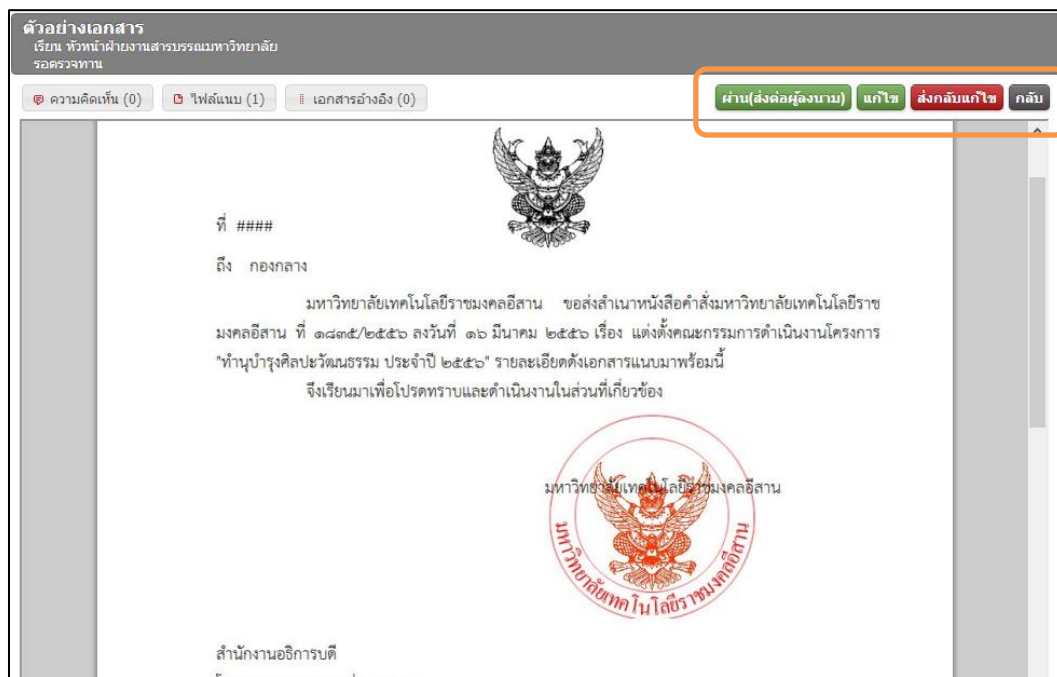 ตัวอย่างเอกสาร
เรียน หัวหน้าฝ่ายงานสารบรรณมหาวิทยาลัย
รอตรวจทาน
ความคิดเห็น (0) ไฟล์แนบ (1) เอกสารอ้างอิง (0) ผ่าน(ส่งต่อผู้ลงนาม) แก้ไข ส่งกลับแก้ไข กลับ
ที่ ####
ถึง กองกลาง
มหาวิทยาลัยเทคโนโลยีราชมงคลอีสาน ขอส่งสำเนาหนังสือคำสั่งมหาวิทยาลัยเทคโนโลยีราช
มงคลอีสาน ที่ ๑๘๓๕/๒๕๕๖ ลงวันที่ ๑๖ มีนาคม ๒๕๕๖ เรื่อง แต่งตั้งคณะกรรมการดำเนินงานโครงการ
"ทำนุบำรุงศิลปะวัฒนธรรม ประจำปี ๒๕๕๖" รายละเอียดดังเอกสารแนบมาพร้อมนี้
จึงเรียนมาเพื่อโปรดทราบและดำเนินงานในส่วนที่เกี่ยวข้อง
มหาวิทยาลัยเทคโนโลยีราชมงคลอีสาน
มหาวิทยาลัยเทคโนโลยีราชมงคลอีสาน
สำนักงานอธิการบดี